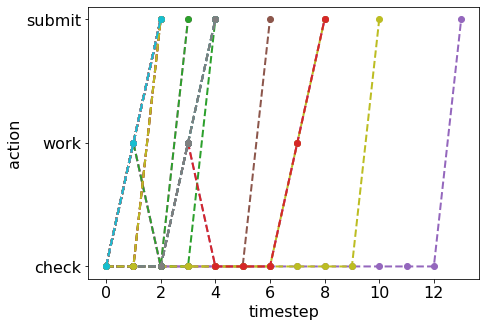 submit
work
check
action
0 2 4 6 8 10 12
timestep